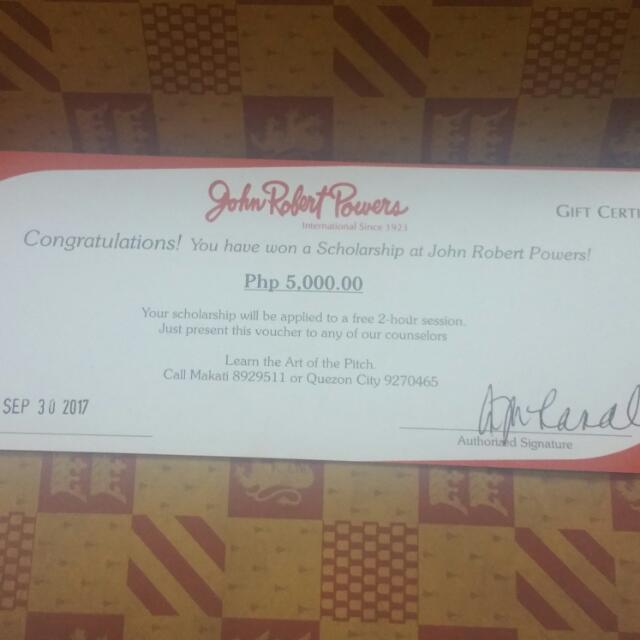 John Robert Powers
International Since 1923
GIFT CERTI
Congratulations! You have won a Scholarship at John Robert Powers!
Php 5,000.00
Your scholarship will be applied to a free 2-hour session.
Just present this voucher to any of our counselors
Learn the Art of the Pitch.
Call Makati 8929511 or Quezon City 9270465
SEP 30 2017
Authorized Signature